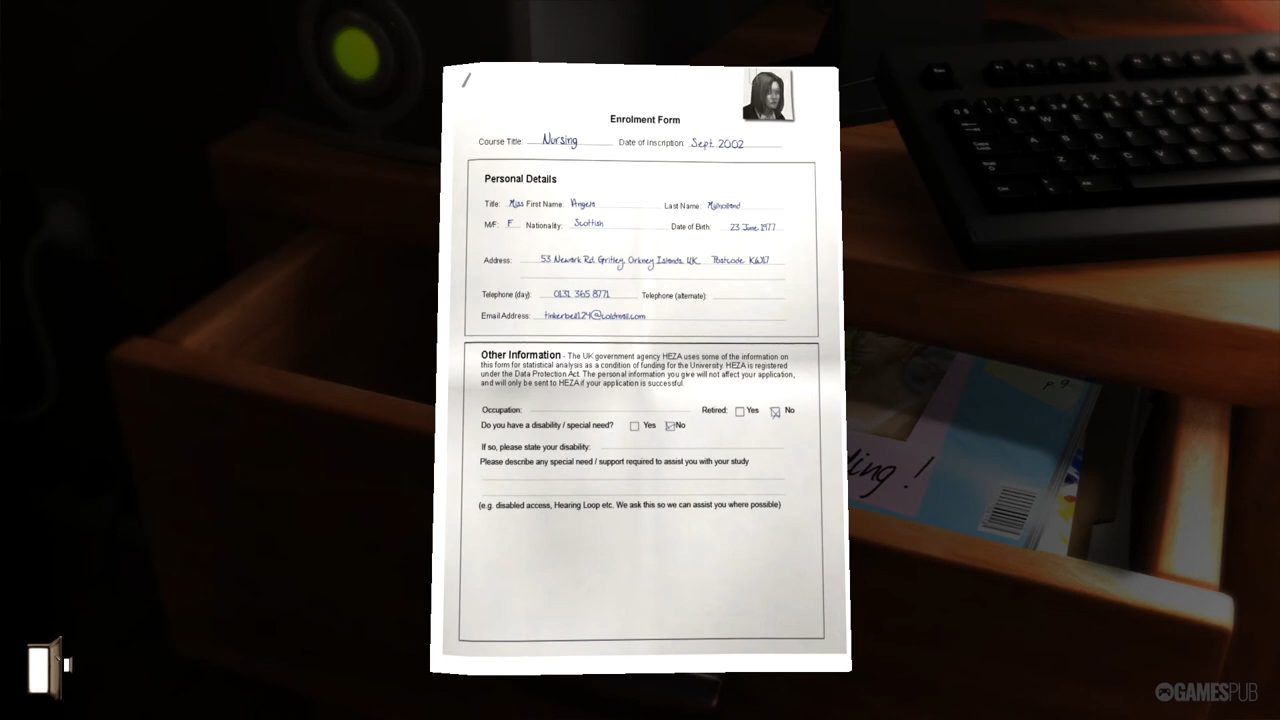 Enrolment Form
Course Title: Nursing Date of Inscription: Sept. 2002
Personal Details
Title: Miss First Name: Angela Last Name: Mulholland
M/F: F Nationality: Scottish Date of Birth: 23 June 1977
Address: 53 Newark Rd, Gritley, Orkney Islands, UK Postcode KW17
Telephone (day): 0131 365 8771 Telephone (alternate):
Email Address: tinkerbell24@coldmail.com
Other Information - The UK government agency HEZA uses some of the information on
this form for statistical analysis as a condition of funding for the University. HEZA is registered
under the Data Protection Act. The personal information you give will not affect your application,
and will only be sent to HEZA if your application is successful.
Occupation: Retired: Yes No
Do you have a disability / special need? Yes No
If so, please state your disability:
Please describe any special need / support required to assist you with your study
(e.g. disabled access, Hearing Loop etc. We ask this so we can assist you where possible)
p.9
ling!
GAMESPUB